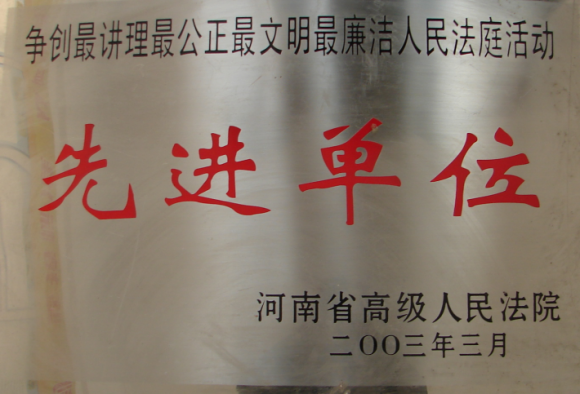 争创最讲理最公正最文明最廉洁人民法庭活动
先进单位
河南省高级人民法院
二OO三年三月